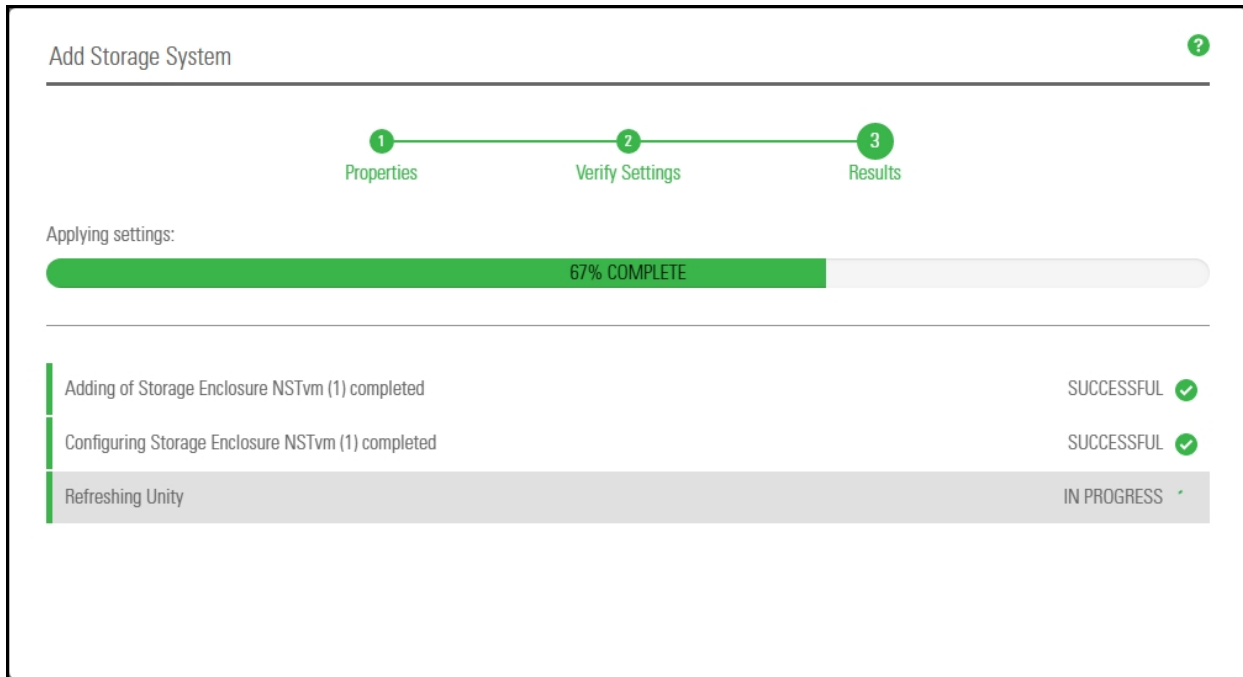 Add Storage System
?
1
2
3
Properties
Verify Settings
Results
Applying settings:
67% COMPLETE
Adding of Storage Enclosure NSTvm (1) completed
SUCCESSFUL
Configuring Storage Enclosure NSTvm (1) completed
SUCCESSFUL
Refreshing Unity
IN PROGRESS